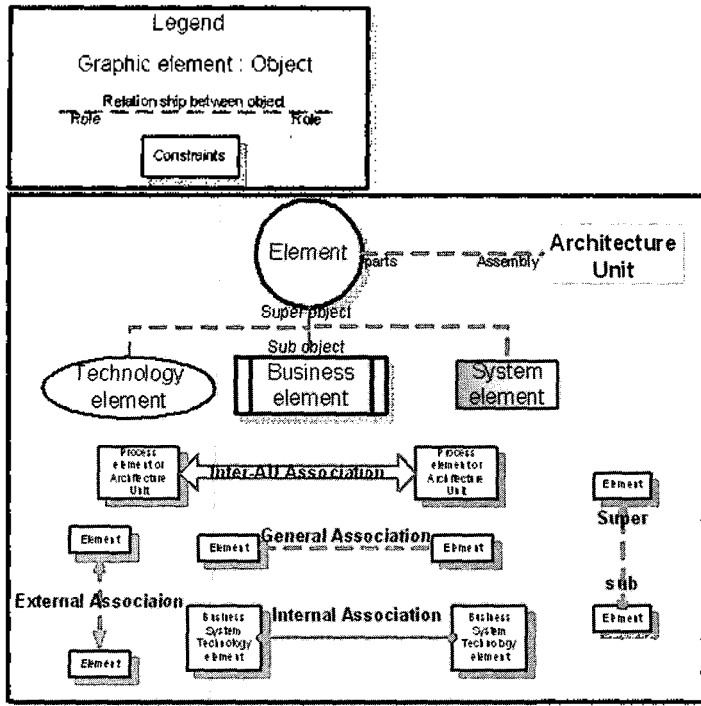 Legend
Graphic element : Object
Relation ship between object
Role
Role
Constraints
Element
parts
Assembly
Architecture
Unit
Super object
Sub object
Technology
element
Business
element
System
element
Process
element or
Architecture
Unit
Inter-AU Association
Process
element or
Architecture
Unit
Element
Super
sub
Element
Element
External Associaion
Element
Element
General Association
Element
Business
System
Technology
element
Internal Association
Business
System
Technology
element